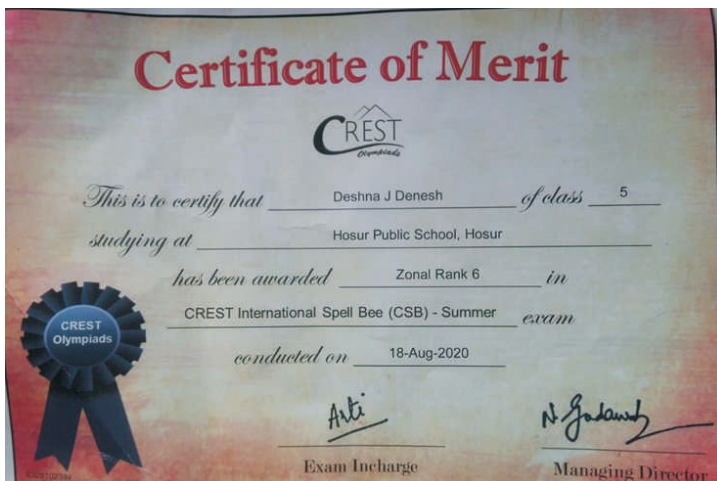 Certificate of Merit
CREST
Olympiads
This is to certify that Deshna J Denesh of class 5
studying at Hosur Public School, Hosur
has been awarded Zonal Rank 6 in
CREST International Spell Bee (CSB) - Summer exam
conducted on 18-Aug-2020
CREST
Olympiads
Arti
Exam Incharge
Managing Director